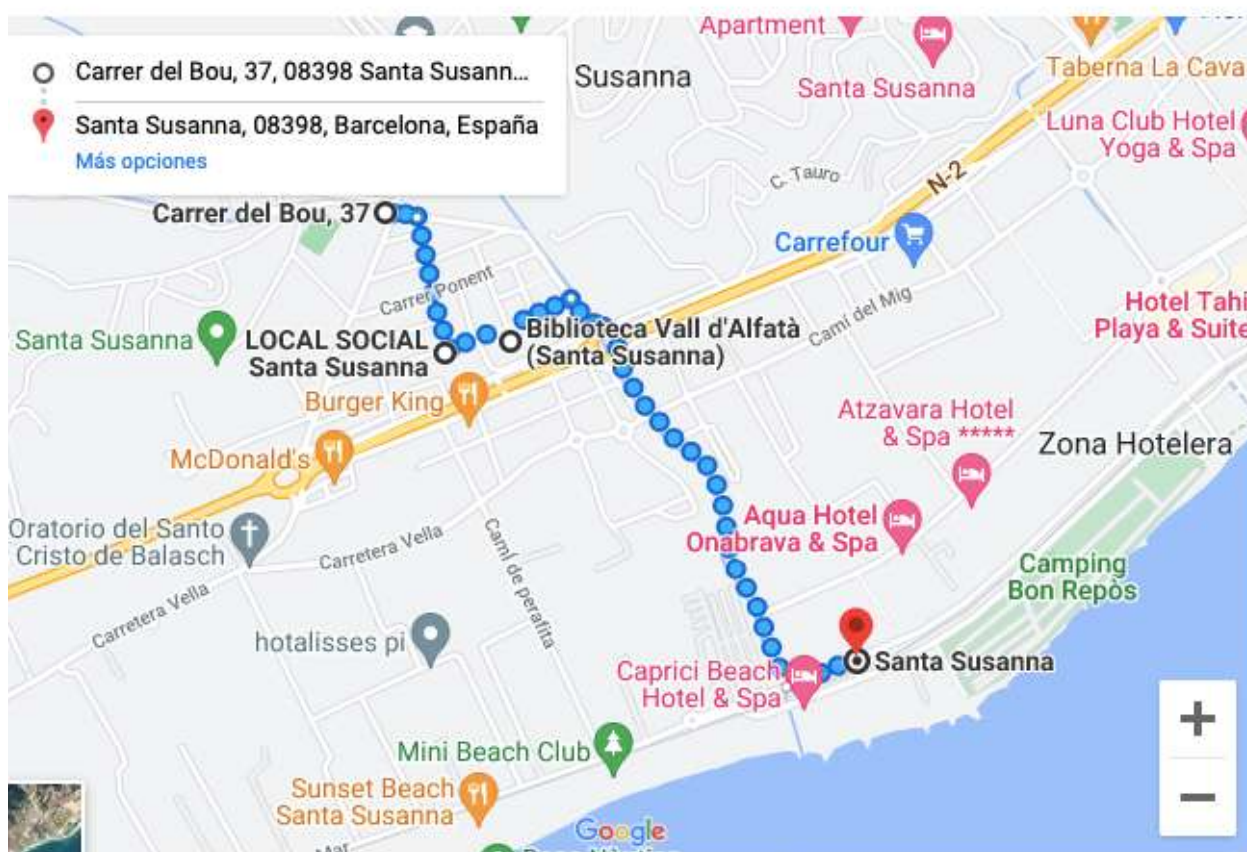 Apartment
Carrer del Bou, 37, 08398 Santa Susann...
Santa Susanna, 08398, Barcelona, España
Más opciones
Susanna
Santa Susanna
Taberna La Cava
Luna Club Hotel
Yoga & Spa
N-2
C. Tauro
Carrer del Bou, 37
Carrefour
Carrer Ponent
Camí del Mig
Hotel Tahi
Playa & Suite
Santa Susanna
LOCAL SOCIAL
Santa Susanna
Biblioteca Vall d'Alfatà
(Santa Susanna)
Burger King
McDonald's
Atzavara Hotel
& Spa *****
Zona Hotelera
Oratorio del Santo
Cristo de Balasch
Carretera Vella
Camí de perafita
Aqua Hotel
Onabrava & Spa
Camping
Bon Repòs
Carretera Vella
hotalisses pi
Santa Susanna
Caprici Beach
Hotel & Spa
Mini Beach Club
Sunset Beach
Santa Susanna
Google
Mar